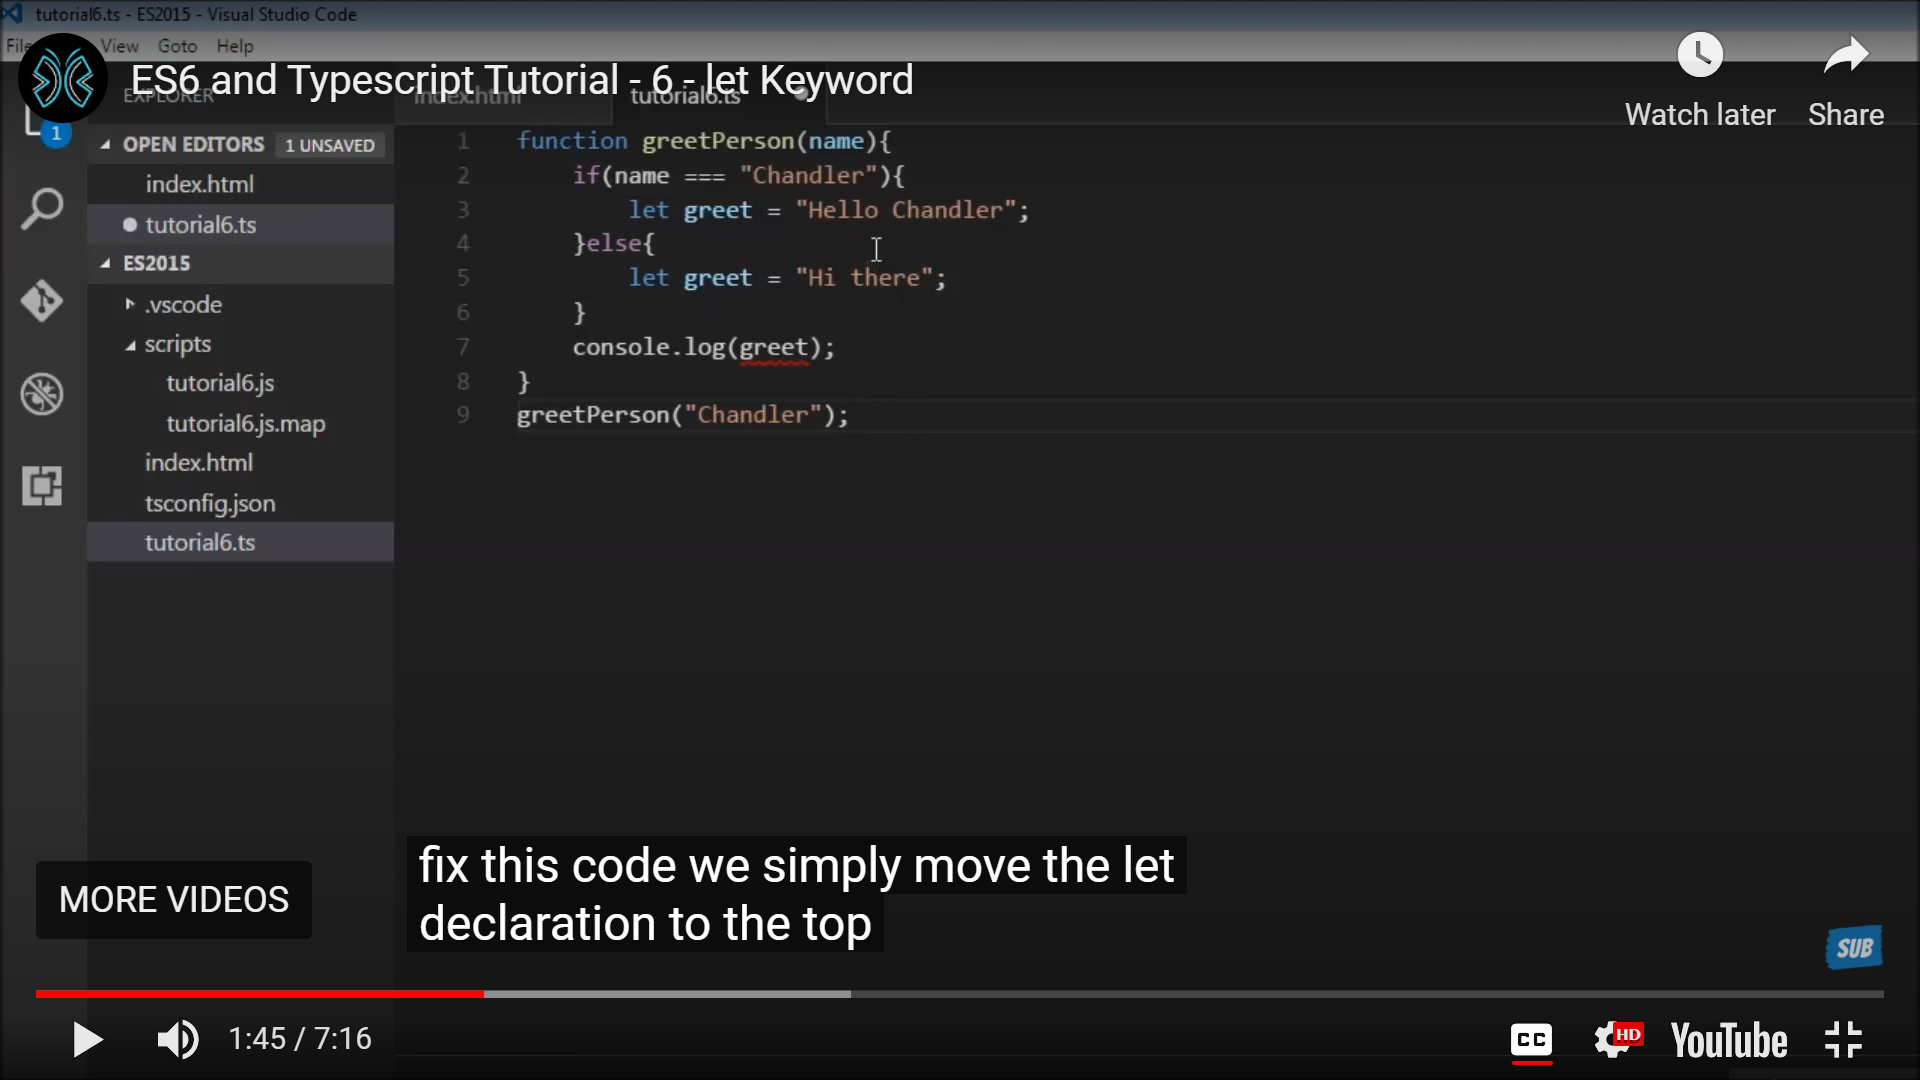 tutorial6.ts - ES2015 - Visual Studio Code
File View Goto Help
ES6 and Typescript Tutorial - 6 - let Keyword
Watch later
Share
EXPLORER
index.html
tutorial6.ts
1
OPEN EDITORS
1 UNSAVED
index.html
tutorial6.ts
ES2015
.vscode
scripts
tutorial6.js
tutorial6.js.map
index.html
tsconfig.json
tutorial6.ts
1 function greetPerson(name){
2 if(name === "Chandler"){
3 let greet = "Hello Chandler";
4 }else{
5 let greet = "Hi there";
6 }
7 console.log(greet);
8 }
9 greetPerson("Chandler");
fix this code we simply move the let
declaration to the top
MORE VIDEOS
SUB
1:45 / 7:16
CC
HD
YouTube